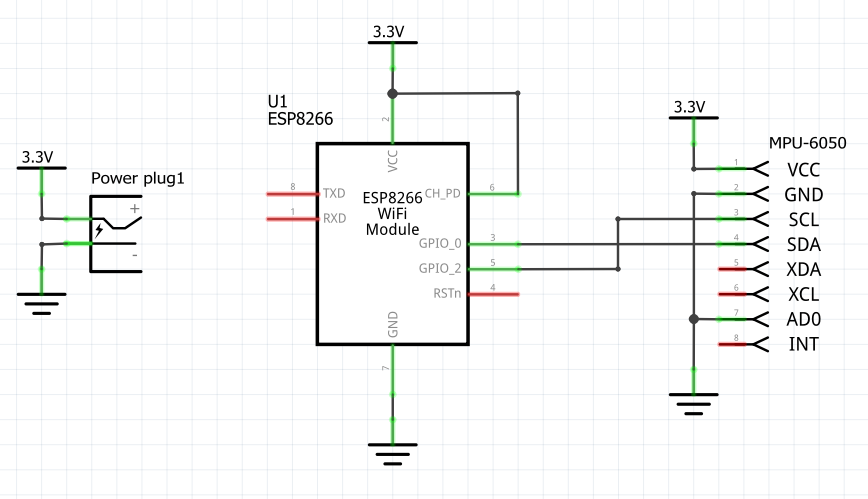 3.3V
U1
ESP8266
2
VCC
8
TXD
1
RXD
ESP8266
WiFi
Module
CH_PD
6
GPIO_0
3
GPIO_2
5
RSTn
4
GND
7
3.3V
Power plug1
+
-
3.3V
MPU-6050
1 VCC
2 GND
3 SCL
4 SDA
5 XDA
6 XCL
7 AD0
8 INT